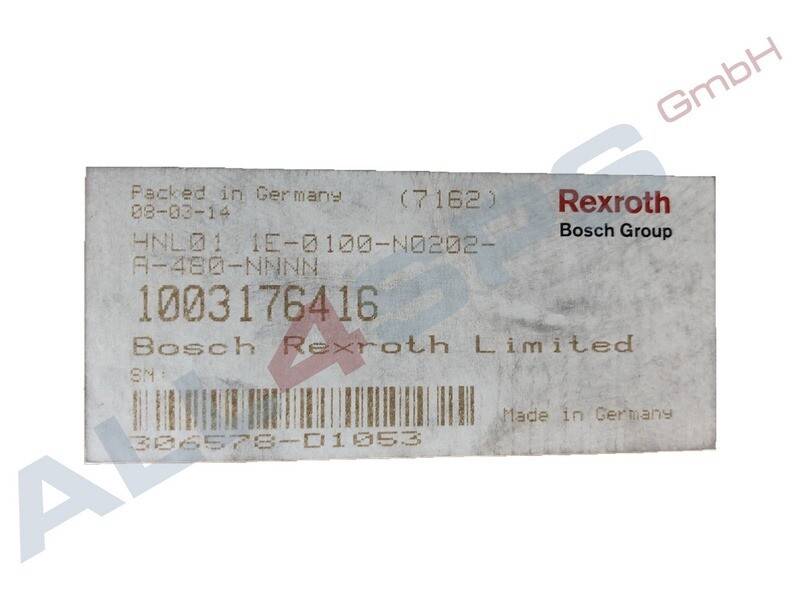 Packed in Germany (7162)
08-03-14
Rexroth
Bosch Group
HNL01.1E-0100-N0202-
A-480-NNNN
1003176416
Bosch Rexroth Limited
SN:
306578-D1053
Made in Germany
ALL4SPS GmbH